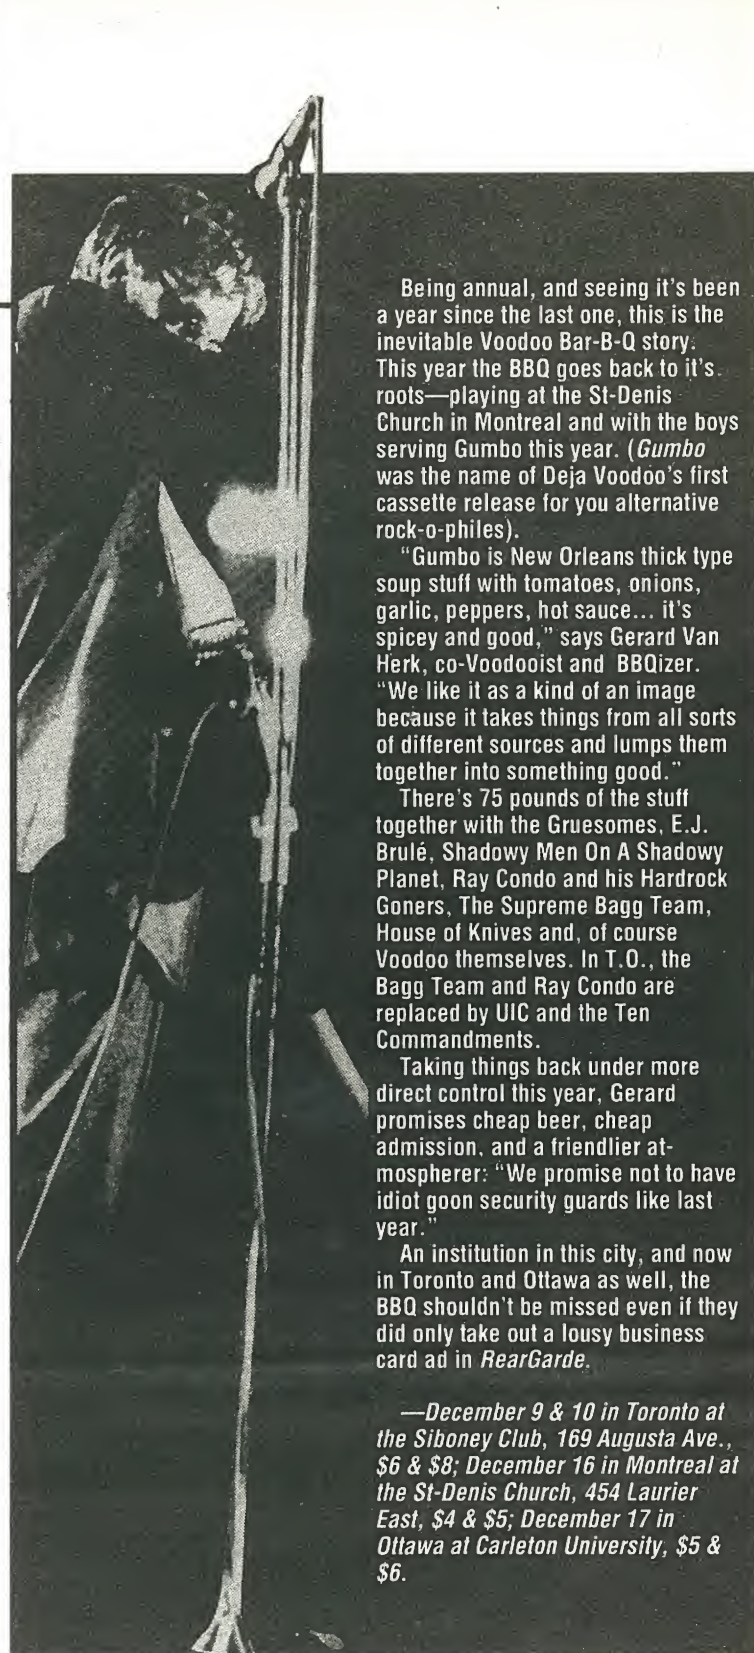 Being annual, and seeing it's been
a year since the last one, this is the
inevitable Voodoo Bar-B-Q story.
This year the BBQ goes back to it's
roots—playing at the St-Denis
Church in Montreal and with the boys
serving Gumbo this year. (Gumbo
was the name of Deja Voodoo's first
cassette release for you alternative
rock-o-philes).
"Gumbo is New Orleans thick type
soup stuff with tomatoes, onions,
garlic, peppers, hot sauce... it's
spicey and good," says Gerard Van
Herk, co-Voodooist and BBQizer.
"We like it as a kind of an image
because it takes things from all sorts
of different sources and lumps them
together into something good."
There's 75 pounds of the stuff
together with the Gruesomes, E.J.
Brulé, Shadowy Men On A Shadowy
Planet, Ray Condo and his Hardrock
Goners, The Supreme Bagg Team,
House of Knives and, of course
Voodoo themselves. In T.O., the
Bagg Team and Ray Condo are
replaced by UIC and the Ten
Commandments.
Taking things back under more
direct control this year, Gerard
promises cheap beer, cheap
admission, and a friendlier at-
mospherer: "We promise not to have
idiot goon security guards like last
year."
An institution in this city, and now
in Toronto and Ottawa as well, the
BBQ shouldn't be missed even if they
did only take out a lousy business
card ad in RearGarde.
—December 9 & 10 in Toronto at
the Siboney Club, 169 Augusta Ave.,
$6 & $8; December 16 in Montreal at
the St-Denis Church, 454 Laurier
East, $4 & $5; December 17 in
Ottawa at Carleton University, $5 &
$6.